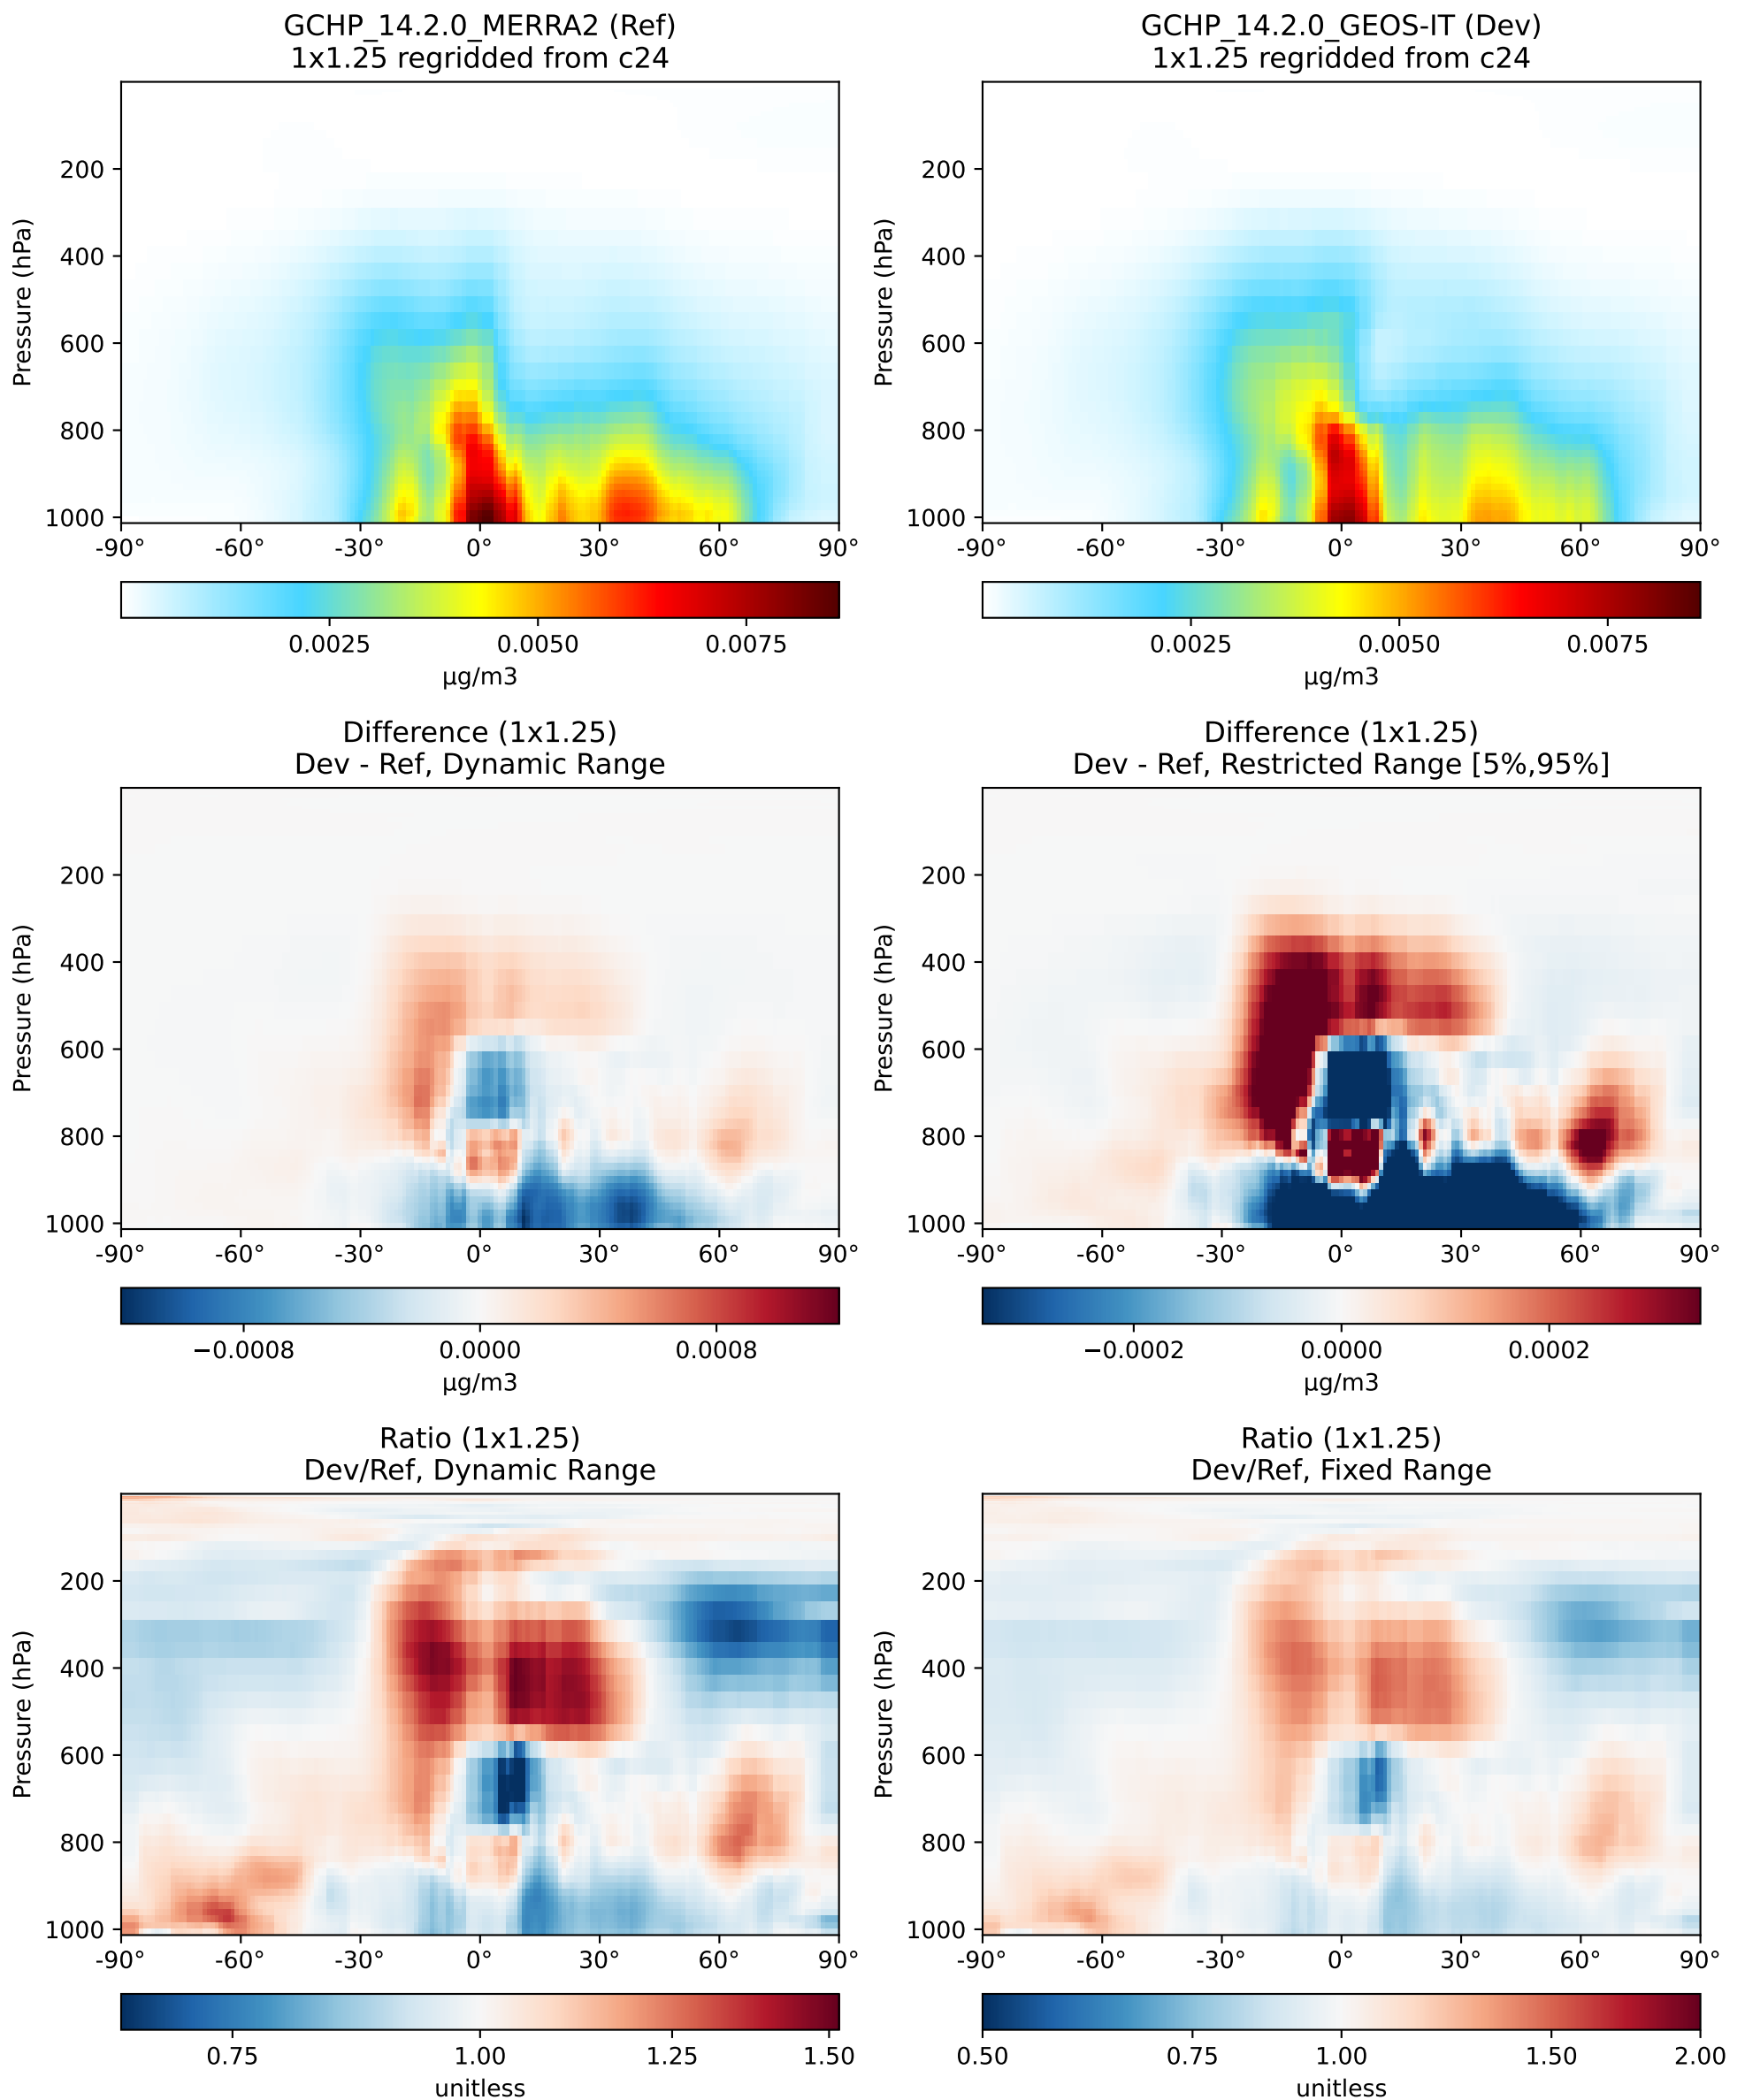 GCHP_14.2.0_MERRA2 (Ref)
1x1.25 regridded from c24
Pressure (hPa)
200
400
600
800
1000
-90° -60° -30° 0° 30° 60° 90°
0.0025 0.0050 0.0075
µg/m3
GCHP_14.2.0_GEOS-IT (Dev)
1x1.25 regridded from c24
Pressure (hPa)
200
400
600
800
1000
-90° -60° -30° 0° 30° 60° 90°
0.0025 0.0050 0.0075
µg/m3
Difference (1x1.25)
Dev - Ref, Dynamic Range
Pressure (hPa)
200
400
600
800
1000
-90° -60° -30° 0° 30° 60° 90°
−0.0008 0.0000 0.0008
µg/m3
Difference (1x1.25)
Dev - Ref, Restricted Range [5%,95%]
Pressure (hPa)
200
400
600
800
1000
-90° -60° -30° 0° 30° 60° 90°
−0.0002 0.0000 0.0002
µg/m3
Ratio (1x1.25)
Dev/Ref, Dynamic Range
Pressure (hPa)
200
400
600
800
1000
-90° -60° -30° 0° 30° 60° 90°
0.75 1.00 1.25 1.50
unitless
Ratio (1x1.25)
Dev/Ref, Fixed Range
Pressure (hPa)
200
400
600
800
1000
-90° -60° -30° 0° 30° 60° 90°
0.50 0.75 1.00 1.50 2.00
unitless